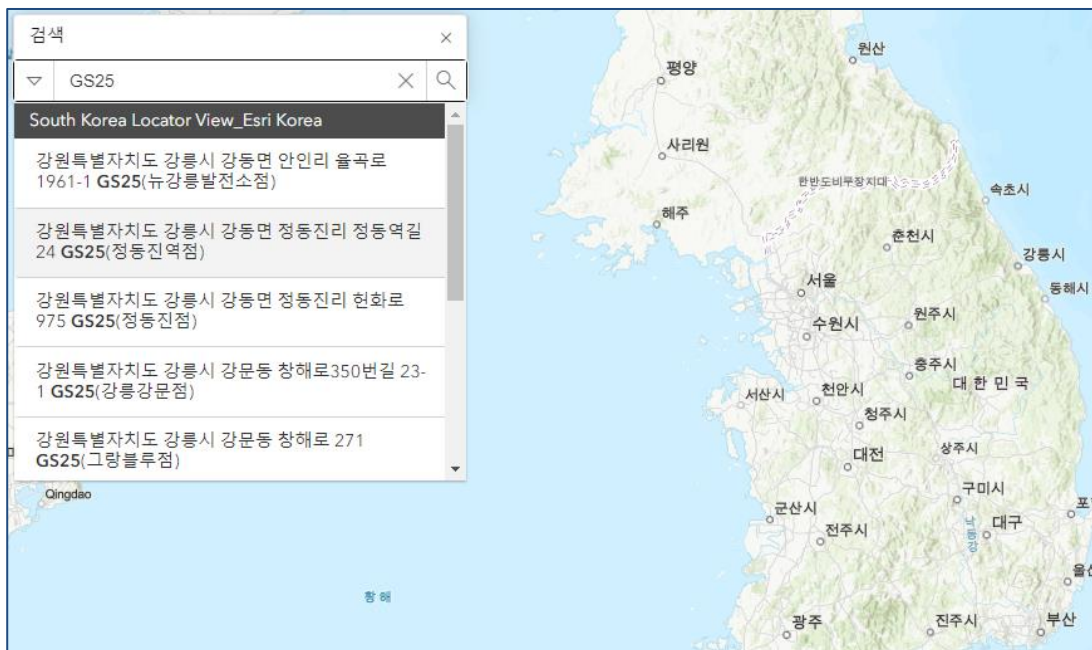 검색
GS25
South Korea Locator View_Esri Korea
강원특별자치도 강릉시 강동면 안인리 율곡로
1961-1 GS25(뉴강릉발전소점)
강원특별자치도 강릉시 강동면 정동진리 정동역길
24 GS25(정동진역점)
강원특별자치도 강릉시 강동면 정동진리 헌화로
975 GS25(정동진점)
강원특별자치도 강릉시 강문동 창해로350번길 23-
1 GS25(강릉강문점)
강원특별자치도 강릉시 강문동 창해로 271
GS25(그랑블루점)
Qingdao
황해
원산
평양
사리원
한반도비무장지대
해주
속초시
춘천시
강릉시
서울
동해시
수원시
원주시
충주시
대한민국
서산시
천안시
청주시
대전
상주시
구미시
군산시
전주시
낙동강
대구
광주
진주시
부산